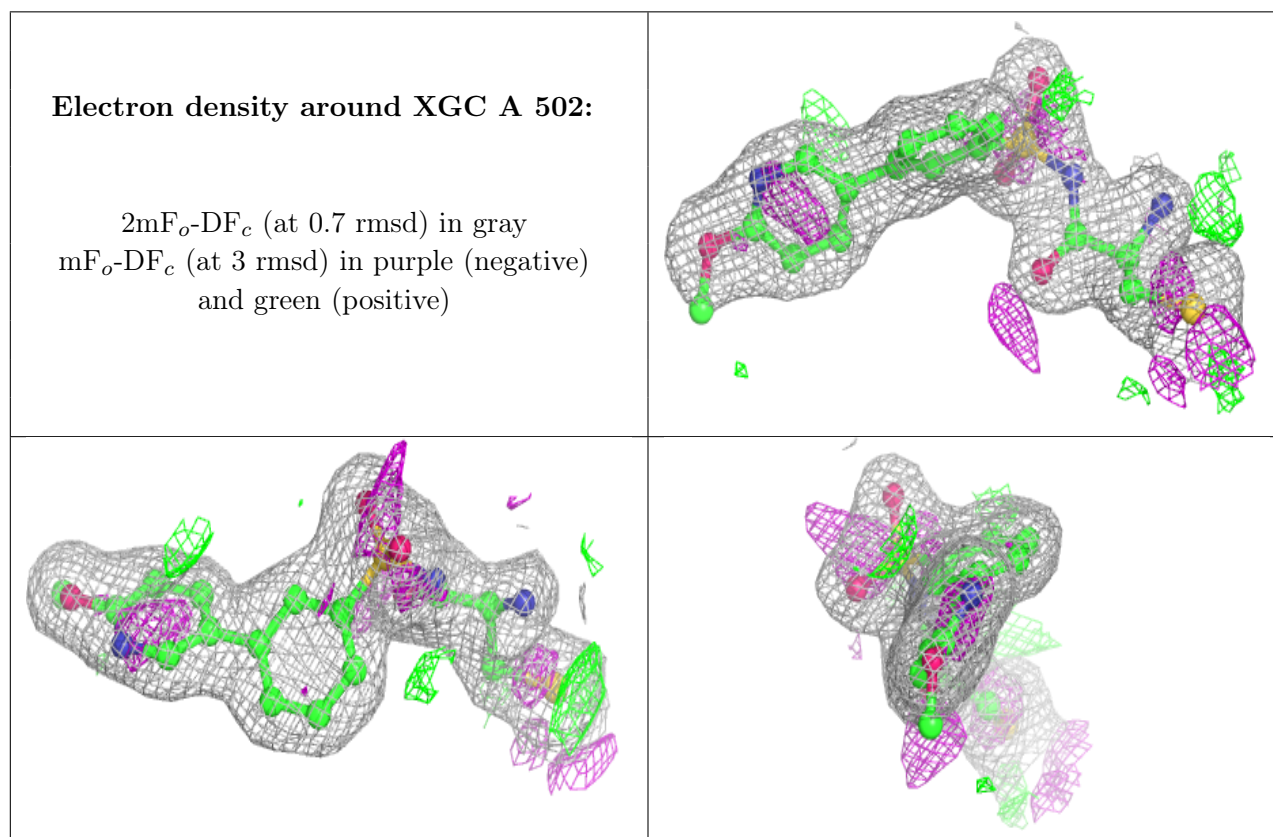 Electron density around XGC A 502:
2mFo-DFc (at 0.7 rmsd) in gray
mFo-DFc (at 3 rmsd) in purple (negative)
and green (positive)